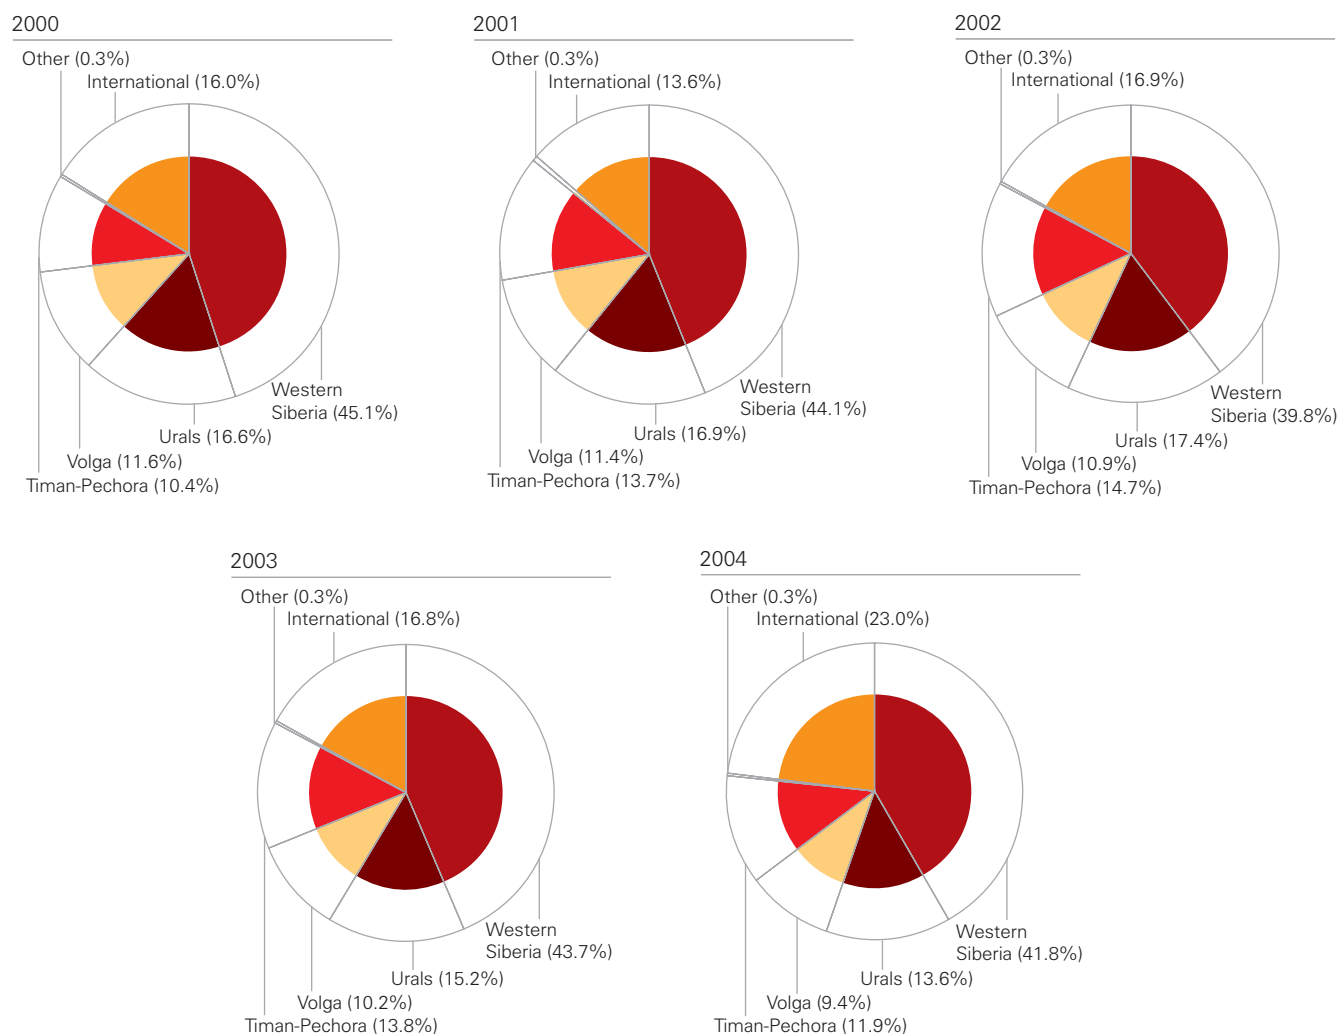 2000
Other (0.3%)
International (16.0%)
Western
Siberia (45.1%)
Urals (16.6%)
Volga (11.6%)
Timan-Pechora (10.4%)
2001
Other (0.3%)
International (13.6%)
Western
Siberia (44.1%)
Urals (16.9%)
Volga (11.4%)
Timan-Pechora (13.7%)
2002
Other (0.3%)
International (16.9%)
Western
Siberia (39.8%)
Urals (17.4%)
Volga (10.9%)
Timan-Pechora (14.7%)
2003
Other (0.3%)
International (16.8%)
Western
Siberia (43.7%)
Urals (15.2%)
Volga (10.2%)
Timan-Pechora (13.8%)
2004
Other (0.3%)
International (23.0%)
Western
Siberia (41.8%)
Urals (13.6%)
Volga (9.4%)
Timan-Pechora (11.9%)